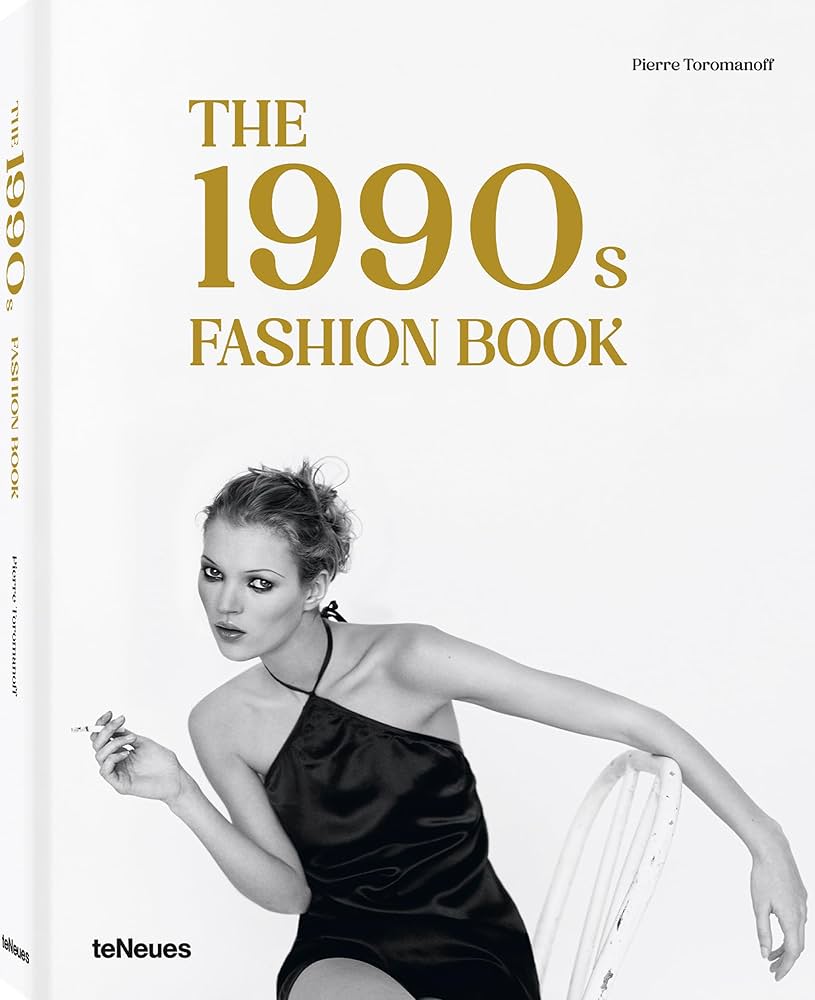 Pierre Toromanoff
THE
1990s
FASHION BOOK
teNeues
THE 1990s FASHION BOOK
Pierre Toromanoff
teNeues